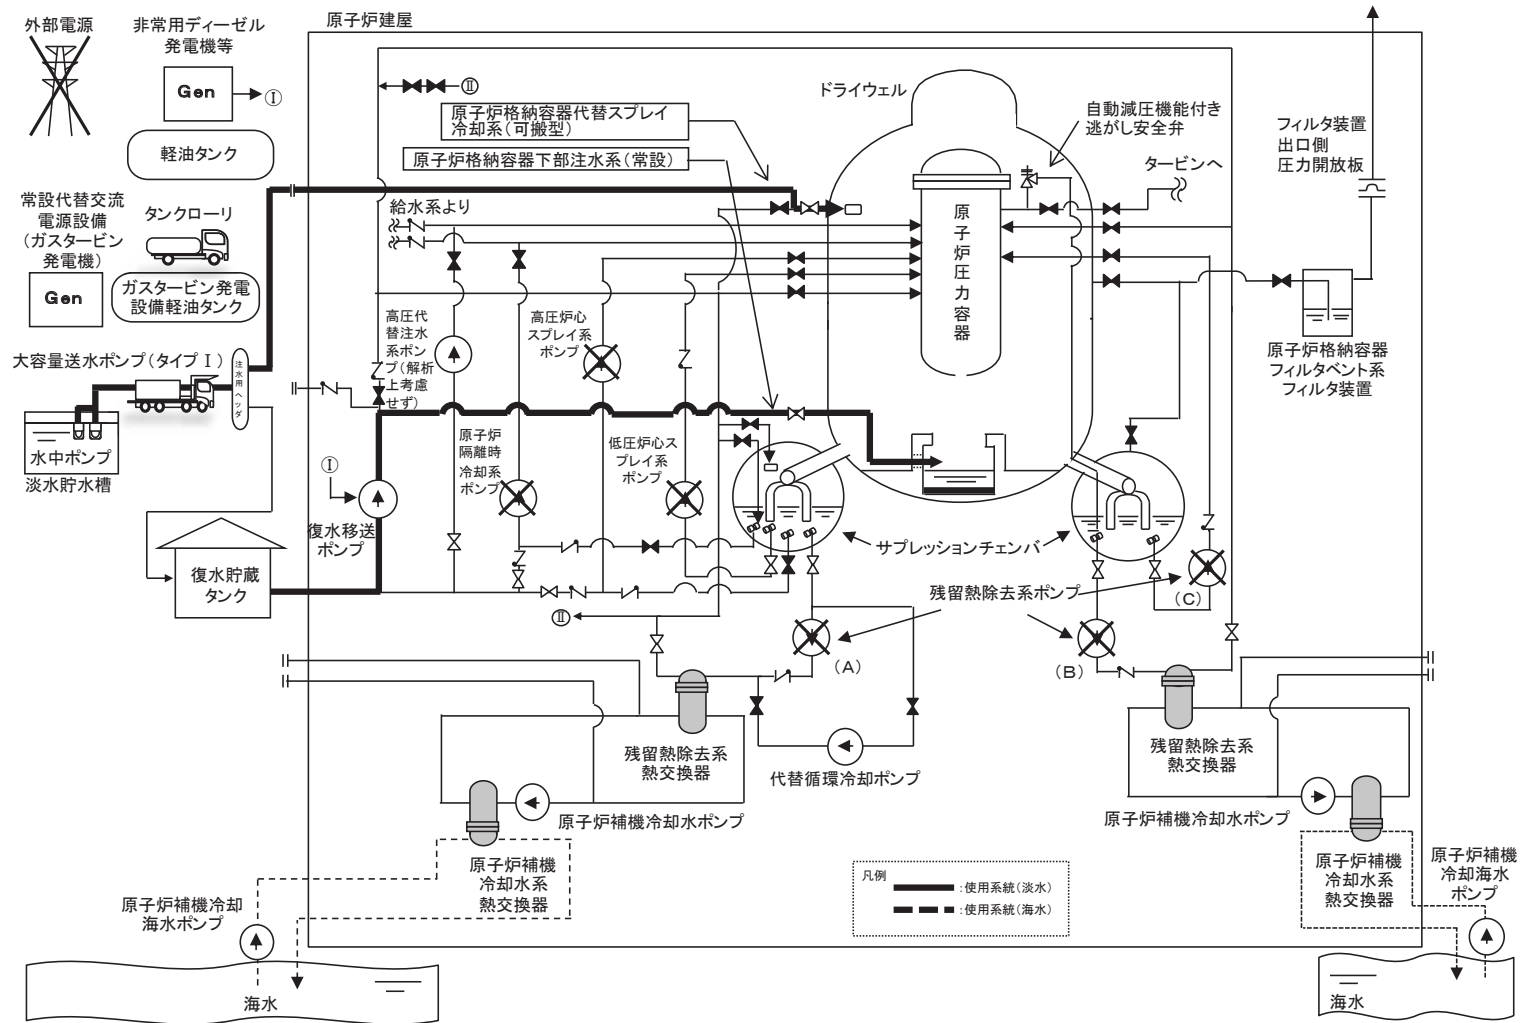 外部電源
非常用ディーゼル
発電機等
Gen
Ⅰ
軽油タンク
常設代替交流
電源設備
(ガスタービン
発電機)
Gen
タンクローリ
ガスタービン発電
設備軽油タンク
大容量送水ポンプ(タイプⅠ)
注水用ヘッダ
水中ポンプ
淡水貯水槽
復水貯蔵
タンク
原子炉建屋
Ⅱ
原子炉格納容器代替スプレイ
冷却系(可搬型)
原子炉格納容器下部注水系(常設)
給水系より
ドライウェル
自動減圧機能付き
逃がし安全弁
タービンへ
フィルタ装置
出口側
圧力開放板
原子炉圧力容器
高圧代
替注水
系ポン
プ(解析
上考慮
せず)
高圧炉心
スプレイ系
ポンプ
原子炉格納容器
フィルタベント系
フィルタ装置
原子炉
隔離時
冷却系
ポンプ
低圧炉心ス
プレイ系
ポンプ
Ⅰ
復水移送
ポンプ
サプレッションチェンバ
残留熱除去系ポンプ
Ⅱ
(A)
(B)
(C)
残留熱除去系
熱交換器
代替循環冷却ポンプ
残留熱除去系
熱交換器
原子炉補機冷却水ポンプ
原子炉補機冷却水ポンプ
原子炉補機
冷却水系
熱交換器
原子炉補機
冷却水系
熱交換器
原子炉補機冷却
海水ポンプ
原子炉補機
冷却海水
ポンプ
凡例
:使用系統(淡水)
:使用系統(海水)
海水
海水